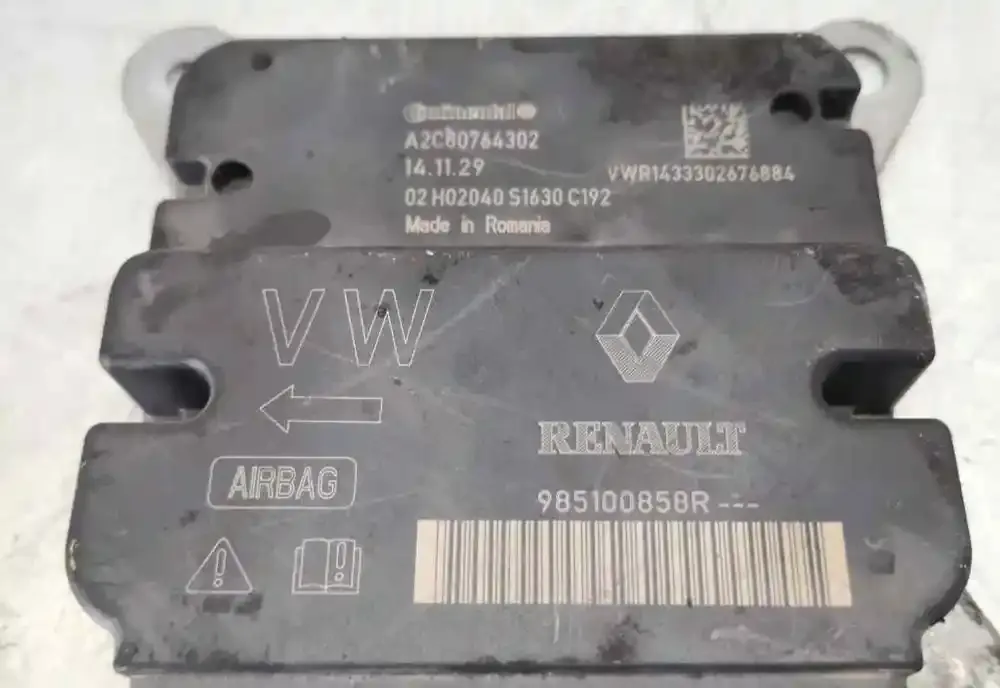 Continental
A2C80764302
14.11.29
02 H02040 S1630 C192
Made in Romania
VWR1433302676884
VW
RENAULT
AIRBAG
985100858R ---